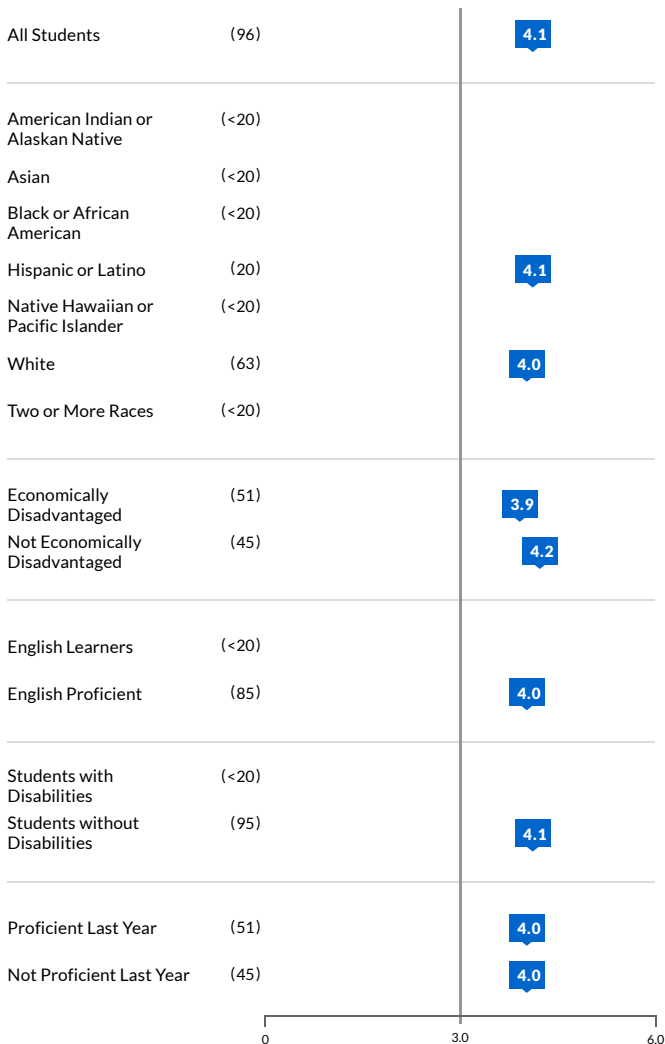 All Students (96) 4.1
American Indian or (<20)
Alaskan Native
Asian (<20)
Black or African (<20)
American
Hispanic or Latino (20) 4.1
Native Hawaiian or (<20)
Pacific Islander
White (63) 4.0
Two or More Races (<20)
Economically (51) 3.9
Disadvantaged
Not Economically (45) 4.2
Disadvantaged
English Learners (<20)
English Proficient (85) 4.0
Students with (<20)
Disabilities
Students without (95) 4.1
Disabilities
Proficient Last Year (51) 4.0
Not Proficient Last Year (45) 4.0
0 3.0 6.0